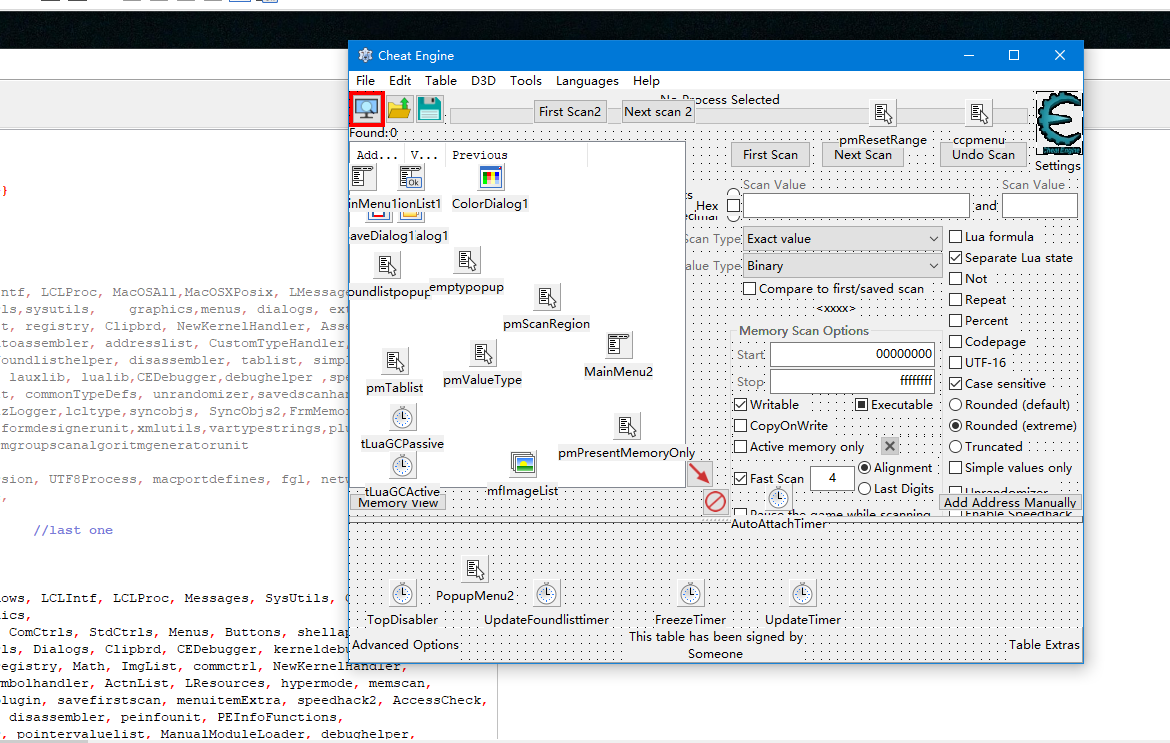 Cheat Engine
File Edit Table D3D Tools Languages Help
No Process Selected
First Scan2 Next scan 2
Found:0
pmResetRange ccpmenu
Add... V... Previous
First Scan Next Scan Undo Scan
Settings
}
Scan Value Scan Value
inMenu1 ionList1 ColorDialog1
Hex and
aveDialog1 alog1
Scan Type Exact value Lua formula
emptypopup
Value Type Binary Separate Lua state
Not
oundlistpopup
Compare to first/saved scan
Repeat
<xxxx>
Percent
pmScanRegion
Memory Scan Options
Codepage
Start 00000000
UTF-16
MainMenu2
Stop ffffffff
Case sensitive
pmTablist pmValueType
Writable Executable Rounded (default)
CopyOnWrite Rounded (extreme)
tLuaGCPassive
Active memory only Truncated
pmPresentMemoryOnly
Fast Scan 4 Alignment
Simple values only
Last Digits
tLuaGCActive mfImageList
Unrandomizer
Memory View
Add Address Manually
Pause the game while scanning
Enable Speedhack
AutoAttachTimer
PopupMenu2
TopDisabler UpdateFoundlisttimer FreezeTimer UpdateTimer
Advanced Options
This table has been signed by
Someone
Table Extras
ntf, LCLProc, MacOSAll,MacOSXPosix, LMessage
ls,sysutils, graphics,menus, dialogs, ext
t, registry, Clipbrd, NewKernelHandler, Asse
toassembler, addresslist, CustomTypeHandler,
oundlisthelper, disassembler, tablist, simpl
lauxlib, lualib,CEDebugger,debughelper ,spe
t, commonTypeDefs, unrandomizer,savedscanhan
zLogger,lcltype,syncobjs, SyncObjs2,FrmMemor
formdesignerunit,xmlutils,vartypestrings,plu
mgroupscanalgoritmgeneratorunit
sion, UTF8Process, macportdefines, fgl, netw
,
//last one
dows, LCLIntf, LCLProc, Messages, SysUtils,
ics,
ComCtrls, StdCtrls, Menus, Buttons, shellap
ls, Dialogs, Clipbrd, CEDebugger, kerneldebu
registry, Math, ImgList, commctrl, NewKernelHandler,
mbolhandler, ActnList, LResources, hypermode, memscan,
plugin, savefirstscan, menuitemExtra, speedhack2, AccessCheck,
disassembler, peinfounit, PEInfoFunctions,
, pointervaluelist, ManualModuleLoader, debughelper,